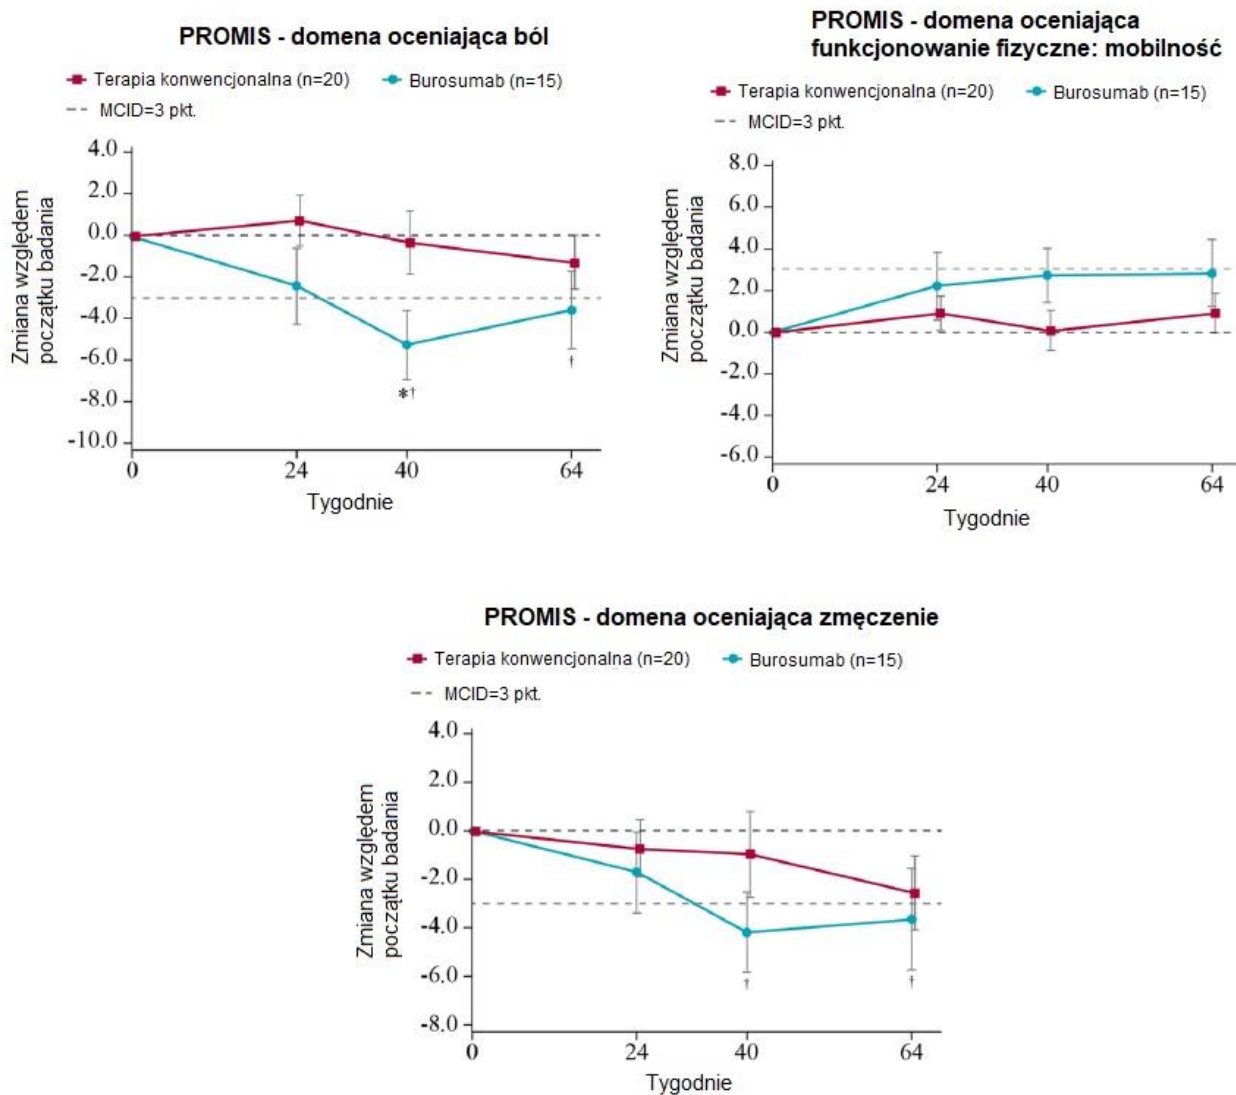 PROMIS - domena oceniająca ból
Terapia konwencjonalna (n=20) Burosumab (n=15)
MCID=3 pkt.
Zmiana względem
początku badania
4.0
2.0
0.0
-2.0
-4.0
-6.0
-8.0
-10.0
†
*†
0 24 40 64
Tygodnie
PROMIS - domena oceniająca
funkcjonowanie fizyczne: mobilność
Terapia konwencjonalna (n=20) Burosumab (n=15)
MCID=3 pkt.
Zmiana względem
początku badania
8.0
6.0
4.0
2.0
0.0
-2.0
-4.0
-6.0
0 24 40 64
Tygodnie
PROMIS - domena oceniająca zmęczenie
Terapia konwencjonalna (n=20) Burosumab (n=15)
MCID=3 pkt.
Zmiana względem
początku badania
4.0
2.0
0.0
-2.0
-4.0
-6.0
-8.0
† †
0 24 40 64
Tygodnie